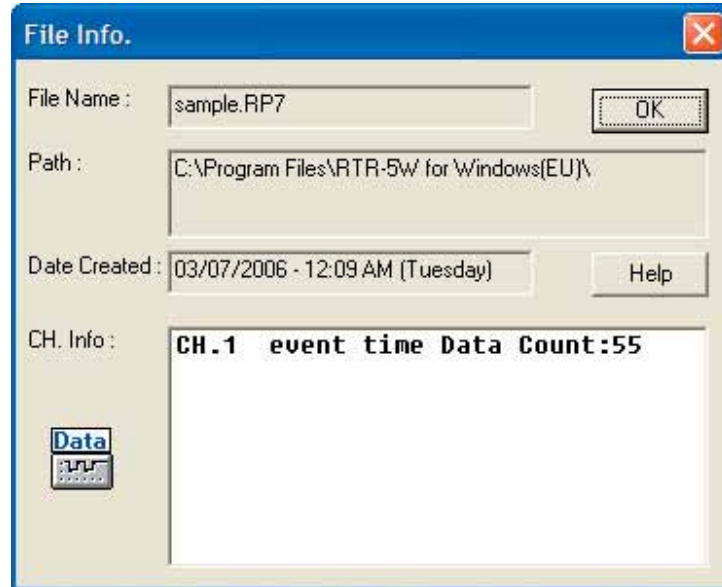 File Info.
File Name : sample.RP7 OK
Path : C:\Program Files\RTR-5W for Windows(EU)\
Date Created : 03/07/2006 - 12:09 AM (Tuesday) Help
CH. Info : CH.1 event time Data Count:55
Data